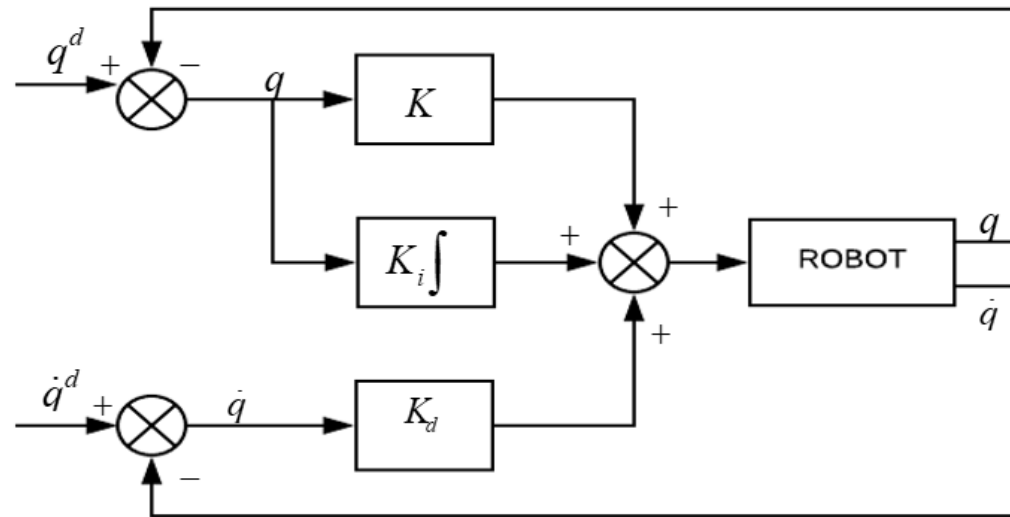 q^d + −
q
K
+
K_i ∫
+
ROBOT
q
q̇
+
q̇^d + −
q̇
K_d